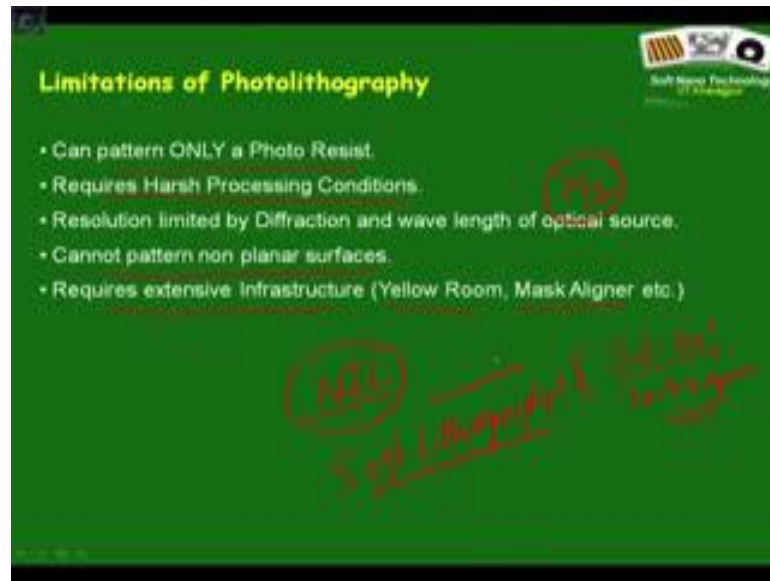 Limitations of Photolithography
Soft Nano Technology
• Can pattern ONLY a Photo Resist.
• Requires Harsh Processing Conditions.
• Resolution limited by Diffraction and wave length of optical source.
• Cannot pattern non planar surfaces.
• Requires extensive Infrastructure (Yellow Room, Mask Aligner etc.)
NIL
Soft Lithography